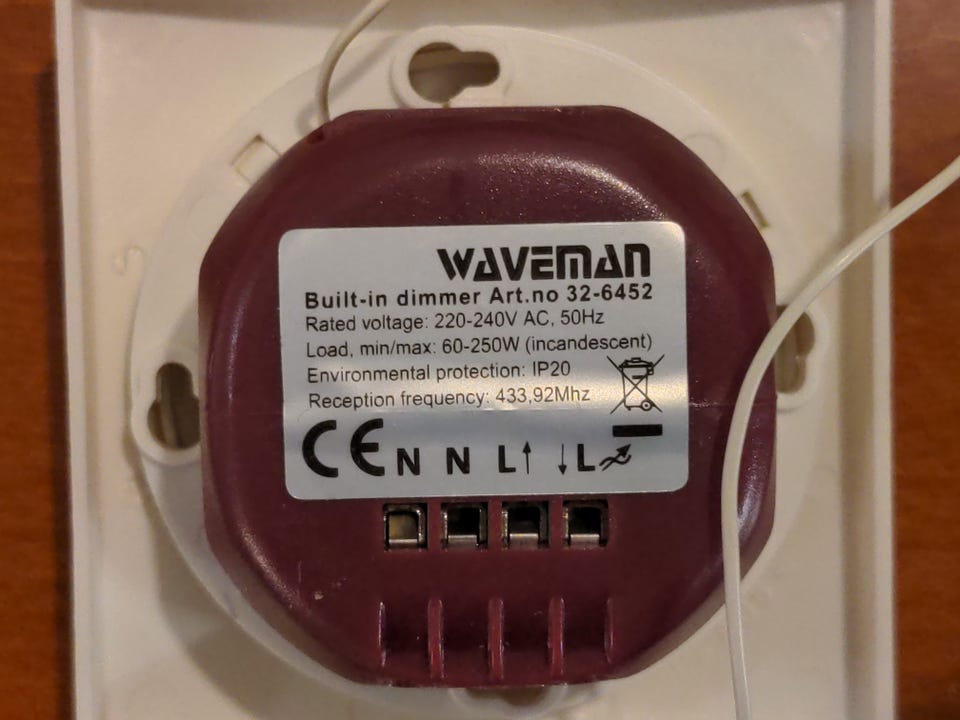 WAVEMAN
Built-in dimmer Art.no 32-6452
Rated voltage: 220-240V AC, 50Hz
Load, min/max: 60-250W (incandescent)
Environmental protection: IP20
Reception frequency: 433,92Mhz
CE N N L↑ ↓L